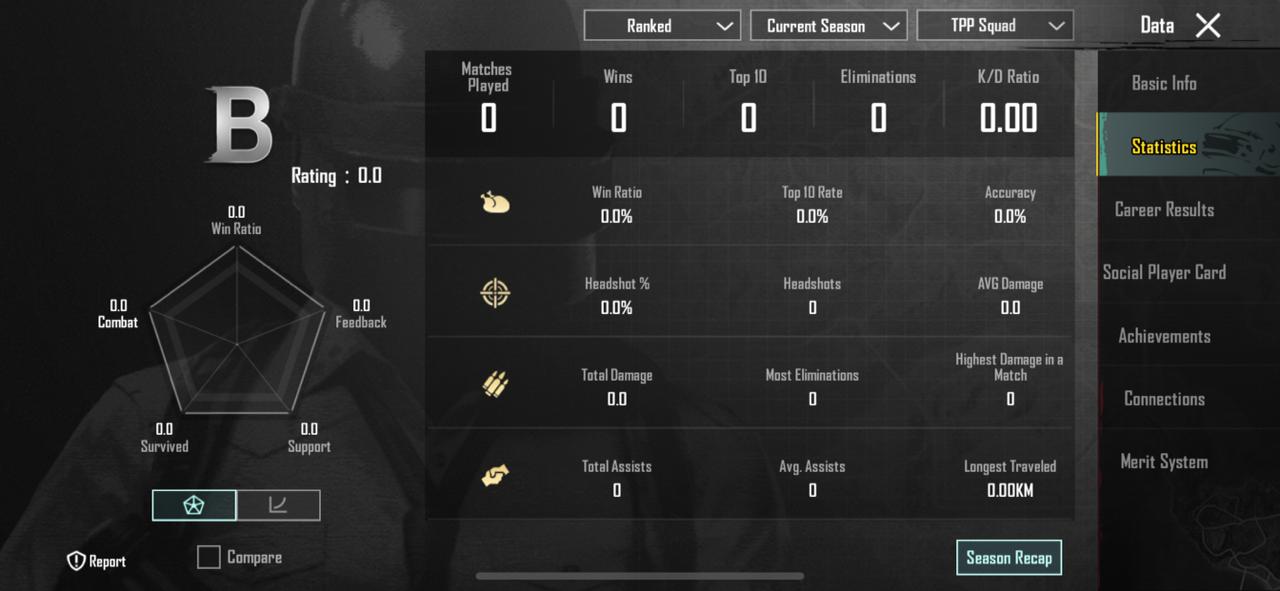 Ranked
Current Season
TPP Squad
Data
B
Rating : 0.0
0.0
Win Ratio
0.0
Combat
0.0
Feedback
0.0
Survived
0.0
Support
Report
Compare
Matches
Played
0
Wins
0
Top 10
0
Eliminations
0
K/D Ratio
0.00
Win Ratio
0.0%
Top 10 Rate
0.0%
Accuracy
0.0%
Headshot %
0.0%
Headshots
0
AVG Damage
0.0
Total Damage
0.0
Most Eliminations
0
Highest Damage in a
Match
0
Total Assists
0
Avg. Assists
0
Longest Traveled
0.00KM
Season Recap
Basic Info
Statistics
Career Results
Social Player Card
Achievements
Connections
Merit System